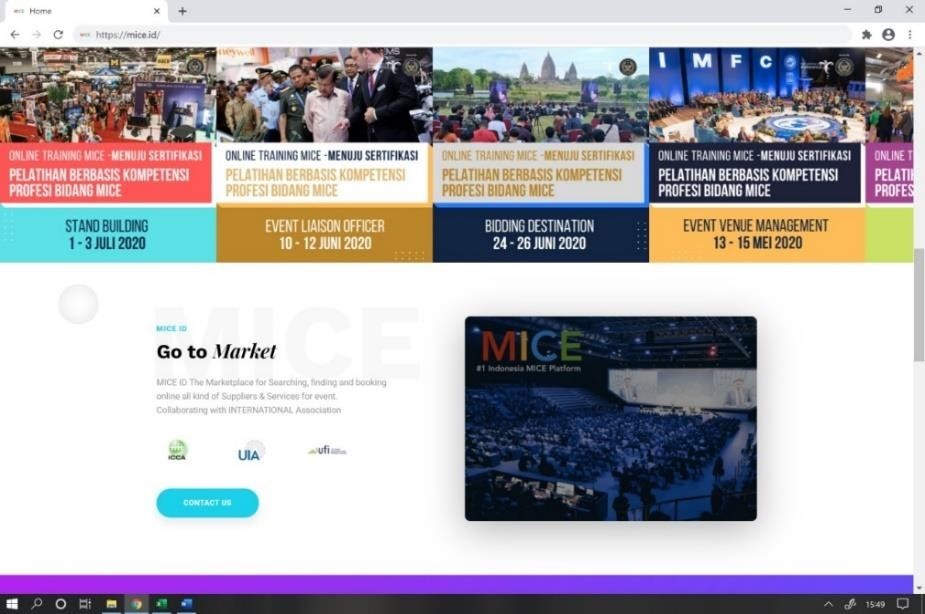 Home
https://mice.id/
IMFC
ONLINE TRAINING MICE -MENUJU SERTIFIKASI
PELATIHAN BERBASIS KOMPETENSI
PROFESI BIDANG MICE
STAND BUILDING
1 - 3 JULI 2020
ONLINE TRAINING MICE -MENUJU SERTIFIKASI
PELATIHAN BERBASIS KOMPETENSI
PROFESI BIDANG MICE
EVENT LIAISON OFFICER
10 - 12 JUNI 2020
ONLINE TRAINING MICE -MENUJU SERTIFIKASI
PELATIHAN BERBASIS KOMPETENSI
PROFESI BIDANG MICE
BIDDING DESTINATION
24 - 26 JUNI 2020
ONLINE TRAINING MICE -MENUJU SERTIFIKASI
PELATIHAN BERBASIS KOMPETENSI
PROFESI BIDANG MICE
EVENT VENUE MANAGEMENT
13 - 15 MEI 2020
ONLINE T
PELATIH
PROFES
MICE
MICE ID
Go to Market
MICE ID The Marketplace for Searching, finding and booking
online all kind of Suppliers & Services for event.
Collaborating with INTERNATIONAL Association
ICCA
UIA
ufi
CONTACT US
MICE
#1 Indonesia MICE Platform
15:49